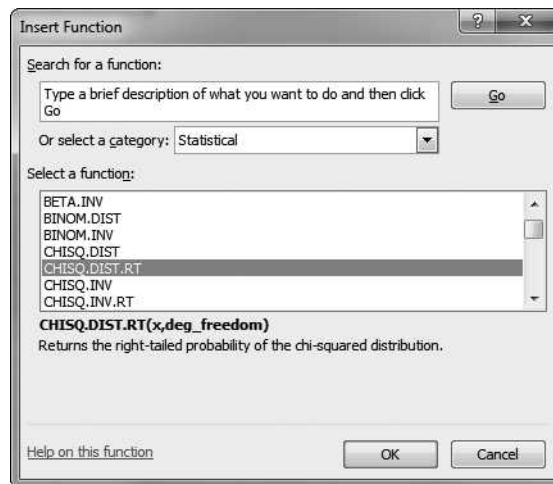 Insert Function
?
X
Search for a function:
Type a brief description of what you want to do and then click
Go
Go
Or select a category: Statistical
Select a function:
BETA.INV
BINOM.DIST
BINOM.INV
CHISQ.DIST
CHISQ.DIST.RT
CHISQ.INV
CHISQ.INV.RT
CHISQ.DIST.RT(x,deg_freedom)
Returns the right-tailed probability of the chi-squared distribution.
Help on this function
OK
Cancel